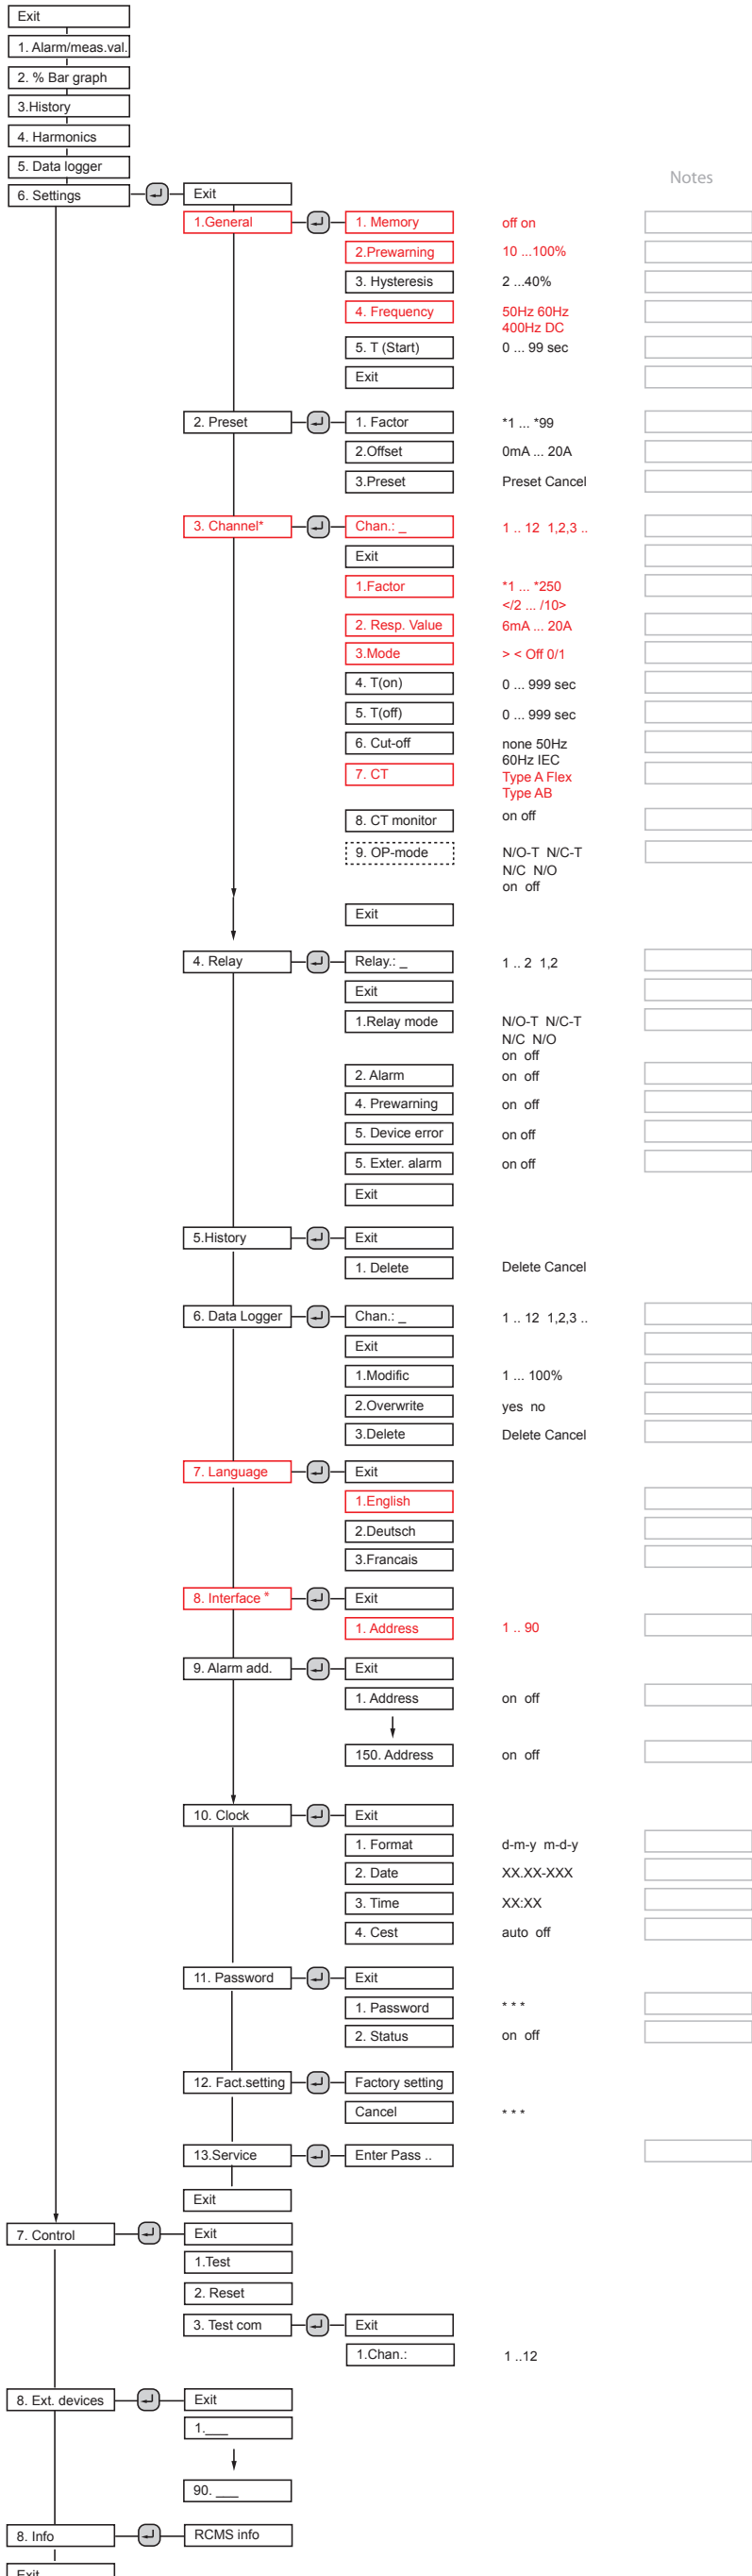 Exit
1. Alarm/meas.val.
2. % Bar graph
3.History
4. Harmonics
5. Data logger
Notes
6. Settings
Exit
1.General
1. Memory
off on
2.Prewarning
10 ...100%
3. Hysteresis
2 ...40%
4. Frequency
50Hz 60Hz
400Hz DC
5. T (Start)
0 ... 99 sec
Exit
2. Preset
1. Factor
*1 ... *99
2.Offset
0mA ... 20A
3.Preset
Preset Cancel
3. Channel*
Chan.: _
1 .. 12 1,2,3 ..
Exit
1.Factor
*1 ... *250
</2 ... /10>
2. Resp. Value
6mA ... 20A
3.Mode
> < Off 0/1
4. T(on)
0 ... 999 sec
5. T(off)
0 ... 999 sec
6. Cut-off
none 50Hz
60Hz IEC
7. CT
Type A Flex
Type AB
8. CT monitor
on off
9. OP-mode
N/O-T N/C-T
N/C N/O
on off
Exit
4. Relay
Relay.: _
1 .. 2 1,2
Exit
1.Relay mode
N/O-T N/C-T
N/C N/O
on off
2. Alarm
on off
4. Prewarning
on off
5. Device error
on off
5. Exter. alarm
on off
Exit
5.History
Exit
1. Delete
Delete Cancel
6. Data Logger
Chan.: _
1 .. 12 1,2,3 ..
Exit
1.Modific
1 ... 100%
2.Overwrite
yes no
3.Delete
Delete Cancel
7. Language
Exit
1.English
2.Deutsch
3.Francais
8. Interface *
Exit
1. Address
1 .. 90
9. Alarm add.
Exit
1. Address
on off
150. Address
on off
10. Clock
Exit
1. Format
d-m-y m-d-y
2. Date
XX.XX-XXX
3. Time
XX:XX
4. Cest
auto off
11. Password
Exit
1. Password
* * *
2. Status
on off
12. Fact.setting
Factory setting
Cancel
* * *
13.Service
Enter Pass ..
Exit
7. Control
Exit
1.Test
2. Reset
3. Test com
Exit
1.Chan.:
1 ..12
8. Ext. devices
Exit
1.___
90. ___
8. Info
RCMS info
Exit